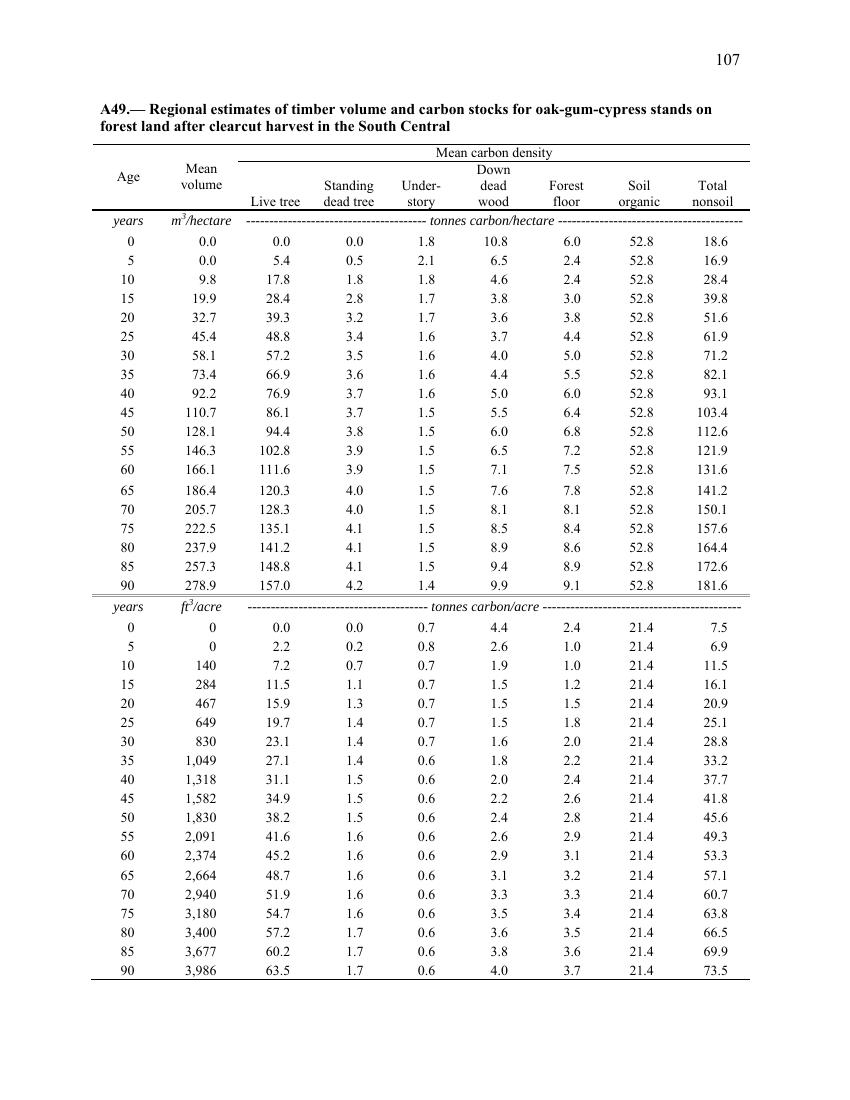 107
A49.— Regional estimates of timber volume and carbon stocks for oak-gum-cypress stands on
forest land after clearcut harvest in the South Central
Mean carbon density
Age Mean volume Live tree Standing dead tree Under-story Down dead wood Forest floor Soil organic Total nonsoil
years m³/hectare ---------------------------------------- tonnes carbon/hectare ----------------------------------------
0 0.0 0.0 0.0 1.8 10.8 6.0 52.8 18.6
5 0.0 5.4 0.5 2.1 6.5 2.4 52.8 16.9
10 9.8 17.8 1.8 1.8 4.6 2.4 52.8 28.4
15 19.9 28.4 2.8 1.7 3.8 3.0 52.8 39.8
20 32.7 39.3 3.2 1.7 3.6 3.8 52.8 51.6
25 45.4 48.8 3.4 1.6 3.7 4.4 52.8 61.9
30 58.1 57.2 3.5 1.6 4.0 5.0 52.8 71.2
35 73.4 66.9 3.6 1.6 4.4 5.5 52.8 82.1
40 92.2 76.9 3.7 1.6 5.0 6.0 52.8 93.1
45 110.7 86.1 3.7 1.5 5.5 6.4 52.8 103.4
50 128.1 94.4 3.8 1.5 6.0 6.8 52.8 112.6
55 146.3 102.8 3.9 1.5 6.5 7.2 52.8 121.9
60 166.1 111.6 3.9 1.5 7.1 7.5 52.8 131.6
65 186.4 120.3 4.0 1.5 7.6 7.8 52.8 141.2
70 205.7 128.3 4.0 1.5 8.1 8.1 52.8 150.1
75 222.5 135.1 4.1 1.5 8.5 8.4 52.8 157.6
80 237.9 141.2 4.1 1.5 8.9 8.6 52.8 164.4
85 257.3 148.8 4.1 1.5 9.4 8.9 52.8 172.6
90 278.9 157.0 4.2 1.4 9.9 9.1 52.8 181.6
years ft³/acre ---------------------------------------- tonnes carbon/acre ----------------------------------------
0 0 0.0 0.0 0.7 4.4 2.4 21.4 7.5
5 0 2.2 0.2 0.8 2.6 1.0 21.4 6.9
10 140 7.2 0.7 0.7 1.9 1.0 21.4 11.5
15 284 11.5 1.1 0.7 1.5 1.2 21.4 16.1
20 467 15.9 1.3 0.7 1.5 1.5 21.4 20.9
25 649 19.7 1.4 0.7 1.5 1.8 21.4 25.1
30 830 23.1 1.4 0.7 1.6 2.0 21.4 28.8
35 1,049 27.1 1.4 0.6 1.8 2.2 21.4 33.2
40 1,318 31.1 1.5 0.6 2.0 2.4 21.4 37.7
45 1,582 34.9 1.5 0.6 2.2 2.6 21.4 41.8
50 1,830 38.2 1.5 0.6 2.4 2.8 21.4 45.6
55 2,091 41.6 1.6 0.6 2.6 2.9 21.4 49.3
60 2,374 45.2 1.6 0.6 2.9 3.1 21.4 53.3
65 2,664 48.7 1.6 0.6 3.1 3.2 21.4 57.1
70 2,940 51.9 1.6 0.6 3.3 3.3 21.4 60.7
75 3,180 54.7 1.6 0.6 3.5 3.4 21.4 63.8
80 3,400 57.2 1.7 0.6 3.6 3.5 21.4 66.5
85 3,677 60.2 1.7 0.6 3.8 3.6 21.4 69.9
90 3,986 63.5 1.7 0.6 4.0 3.7 21.4 73.5